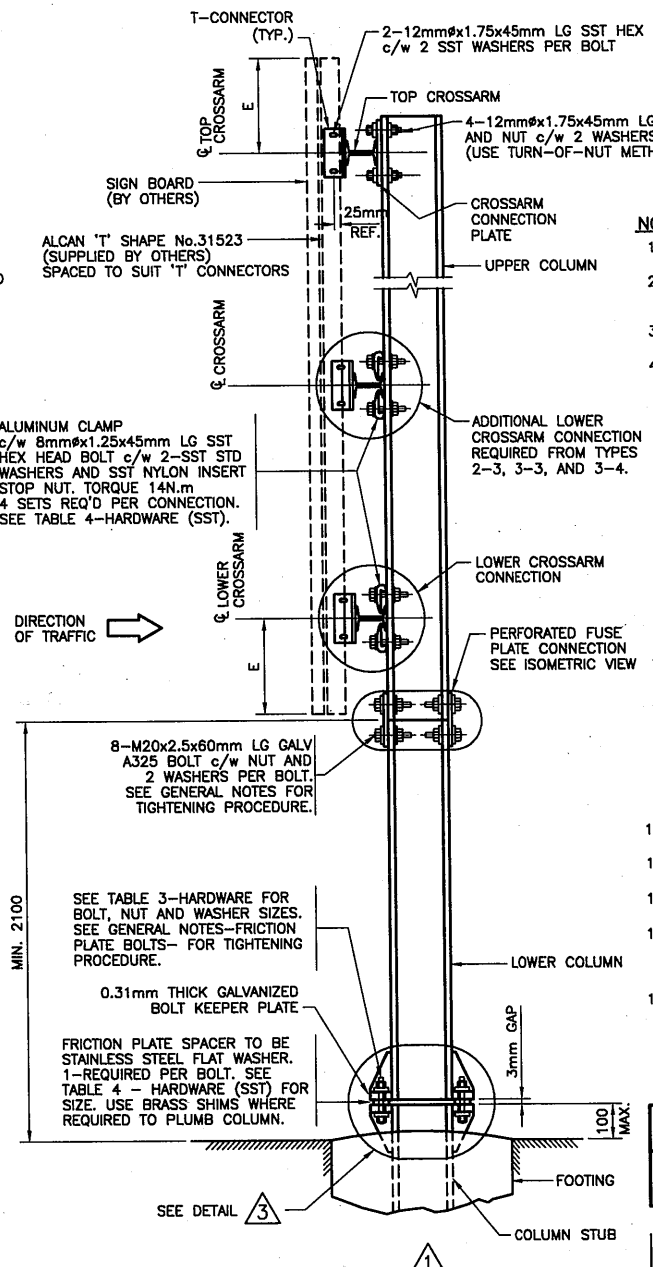 T-CONNECTOR
(TYP.)
2-12mmøx1.75x45mm LG SST HEX
c/w 2 SST WASHERS PER BOLT
E
℄ TOP
CROSSARM
TOP CROSSARM
4-12mmøx1.75x45mm LG
AND NUT c/w 2 WASHERS
(USE TURN-OF-NUT METH
SIGN BOARD
(BY OTHERS)
25mm
REF.
CROSSARM
CONNECTION
PLATE
ALCAN 'T' SHAPE No.31523
(SUPPLIED BY OTHERS)
SPACED TO SUIT 'T' CONNECTORS
UPPER COLUMN
NO
1
2
3
4
℄ CROSSARM
ALUMINUM CLAMP
c/w 8mmøx1.25x45mm LG SST
HEX HEAD BOLT c/w 2-SST STD
WASHERS AND SST NYLON INSERT
STOP NUT. TORQUE 14N.m
4 SETS REQ'D PER CONNECTION.
SEE TABLE 4-HARDWARE (SST).
ADDITIONAL LOWER
CROSSARM CONNECTION
REQUIRED FROM TYPES
2-3, 3-3, AND 3-4.
℄ LOWER
CROSSARM
LOWER CROSSARM
CONNECTION
DIRECTION
OF TRAFFIC
E
PERFORATED FUSE
PLATE CONNECTION
SEE ISOMETRIC VIEW
8-M20x2.5x60mm LG GALV
A325 BOLT c/w NUT AND
2 WASHERS PER BOLT.
SEE GENERAL NOTES FOR
TIGHTENING PROCEDURE.
MIN. 2100
1
1
1
1
1
SEE TABLE 3-HARDWARE FOR
BOLT, NUT AND WASHER SIZES.
SEE GENERAL NOTES-FRICTION
PLATE BOLTS- FOR TIGHTENING
PROCEDURE.
LOWER COLUMN
0.31mm THICK GALVANIZED
BOLT KEEPER PLATE
3mm GAP
FRICTION PLATE SPACER TO BE
STAINLESS STEEL FLAT WASHER.
1-REQUIRED PER BOLT. SEE
TABLE 4 - HARDWARE (SST) FOR
SIZE. USE BRASS SHIMS WHERE
REQUIRED TO PLUMB COLUMN.
100
MAX.
FOOTING
SEE DETAIL 3
COLUMN STUB
1